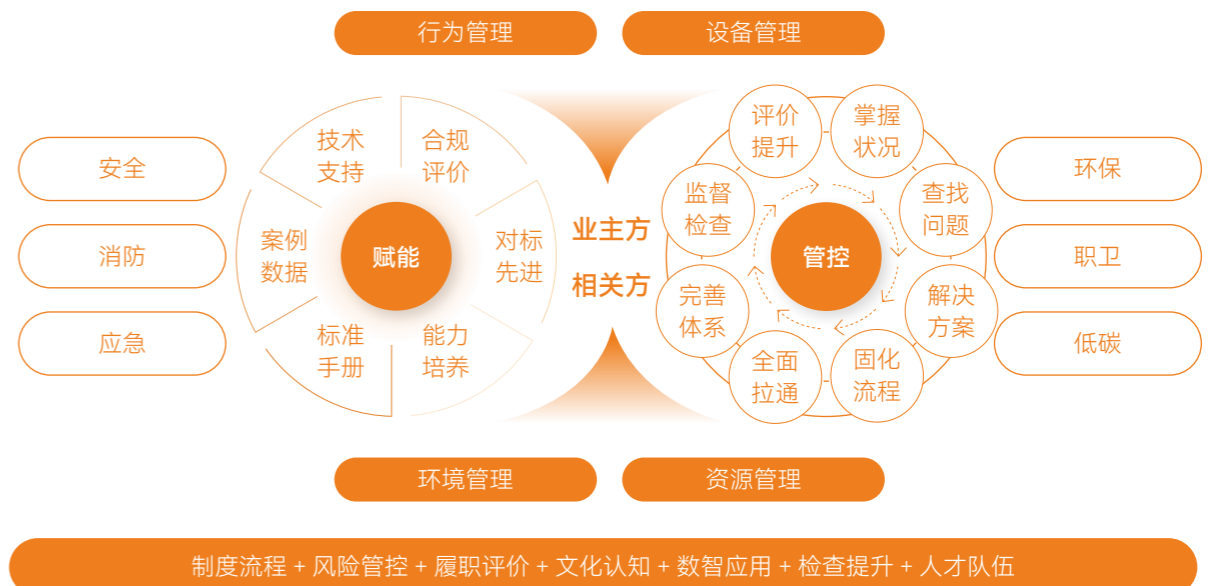 行为管理
设备管理
安全
消防
应急
技术
支持
合规
评价
案例
数据
赋能
对标
先进
标准
手册
能力
培养
业主方
相关方
评价
提升
掌握
状况
监督
检查
查找
问题
管控
完善
体系
解决
方案
全面
拉通
固化
流程
环保
职卫
低碳
环境管理
资源管理
制度流程 + 风险管控 + 履职评价 + 文化认知 + 数智应用 + 检查提升 + 人才队伍